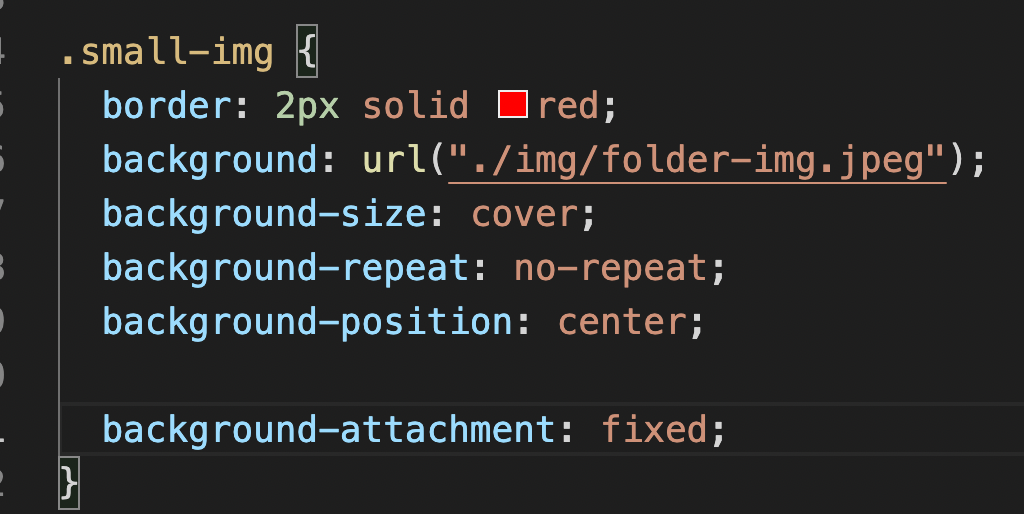 .small-img {
border: 2px solid red;
background: url("./img/folder-img.jpeg");
background-size: cover;
background-repeat: no-repeat;
background-position: center;
background-attachment: fixed;
}